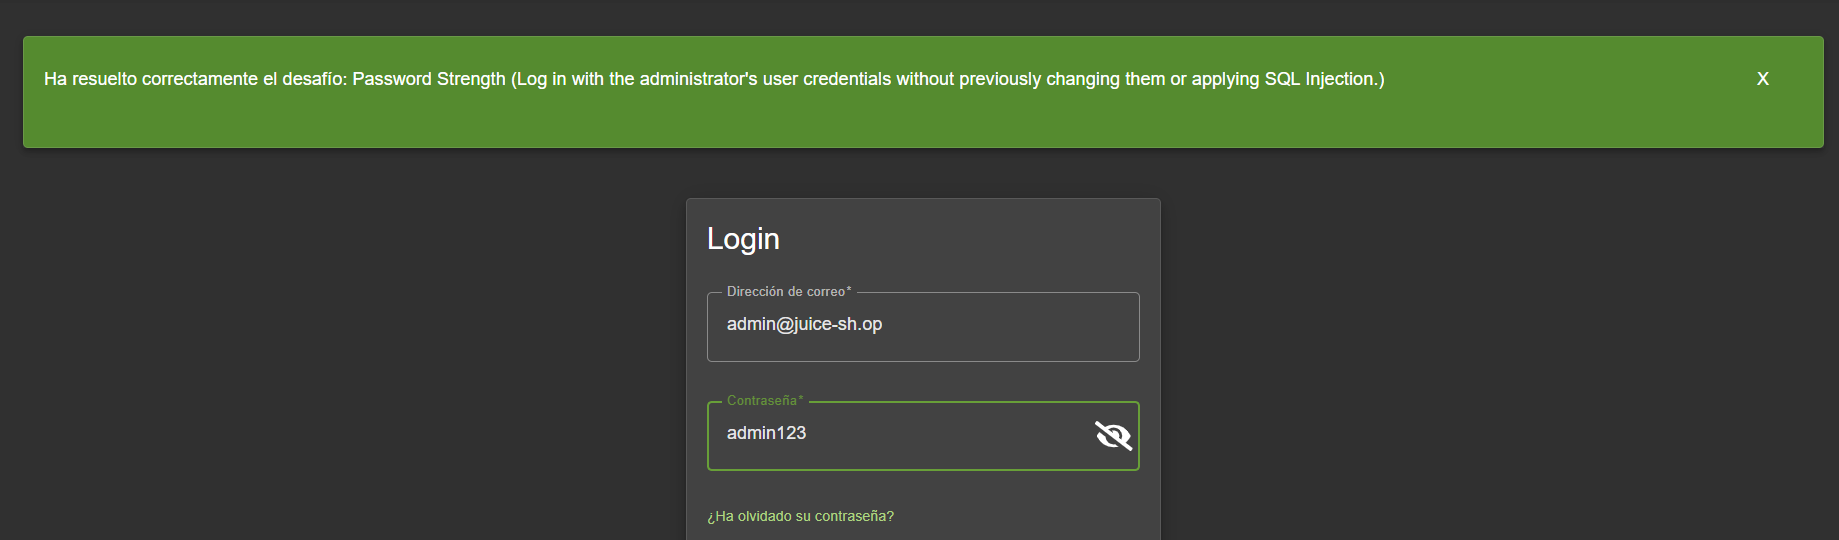 Ha resuelto correctamente el desafío: Password Strength (Log in with the administrator's user credentials without previously changing them or applying SQL Injection.)
X
Login
Dirección de correo*
admin@juice-sh.op
Contraseña*
admin123
¿Ha olvidado su contraseña?